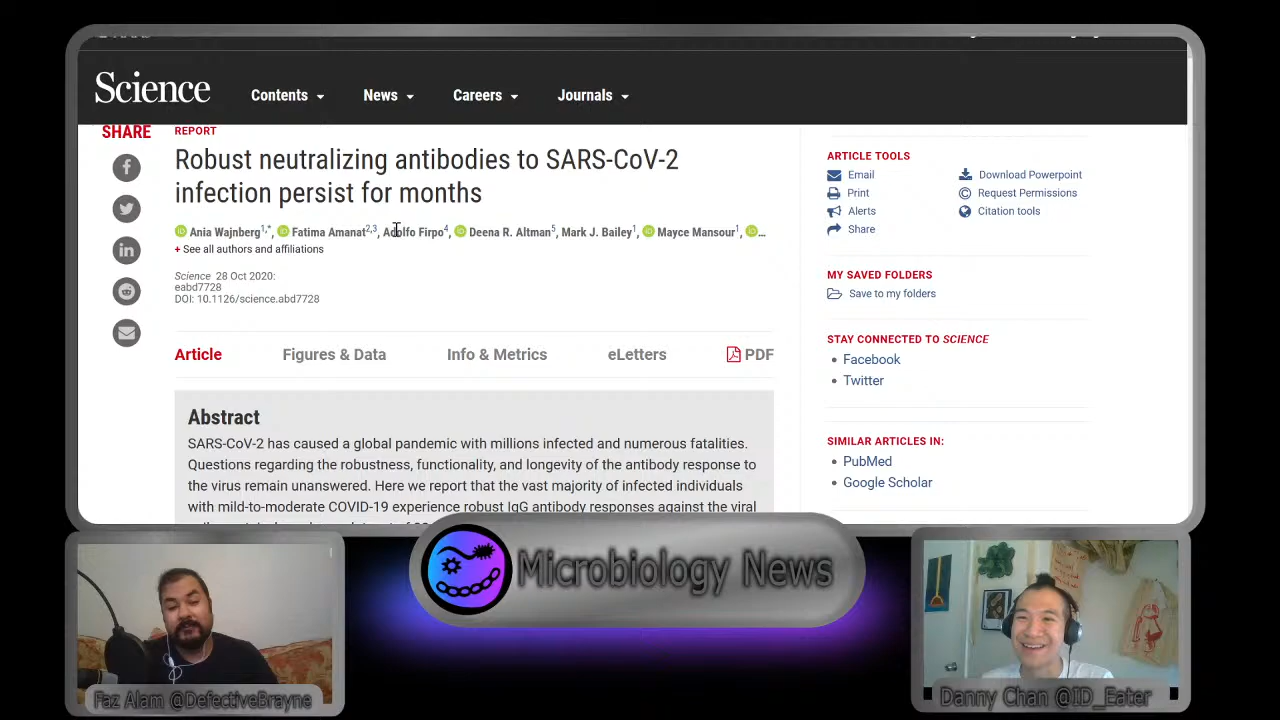 Science
Contents
News
Careers
Journals
SHARE
REPORT
Robust neutralizing antibodies to SARS-CoV-2
infection persist for months
Ania Wajnberg1,*, Fatima Amanat2,3, Adolfo Firpo4, Deena R. Altman5, Mark J. Bailey1, Mayce Mansour1, ...
+ See all authors and affiliations
Science 28 Oct 2020:
eabd7728
DOI: 10.1126/science.abd7728
Article
Figures & Data
Info & Metrics
eLetters
PDF
Abstract
SARS-CoV-2 has caused a global pandemic with millions infected and numerous fatalities.
Questions regarding the robustness, functionality, and longevity of the antibody response to
the virus remain unanswered. Here we report that the vast majority of infected individuals
with mild-to-moderate COVID-19 experience robust IgG antibody responses against the viral
ARTICLE TOOLS
Email
Download Powerpoint
Print
Request Permissions
Alerts
Citation tools
Share
MY SAVED FOLDERS
Save to my folders
STAY CONNECTED TO SCIENCE
Facebook
Twitter
SIMILAR ARTICLES IN:
PubMed
Google Scholar
Microbiology News
Faz Alam @DefectiveBrayne
Danny Chan @ID_Eater